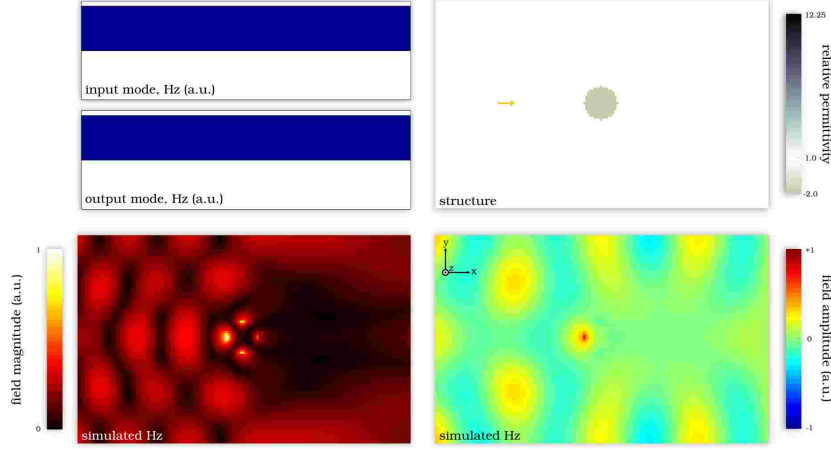 input mode, Hz (a.u.)
output mode, Hz (a.u.)
structure
12.25
1.0
-2.0
relative permittivity
1
0
field magnitude (a.u.)
simulated Hz
y
z
x
simulated Hz
+1
0
-1
field amplitude (a.u.)